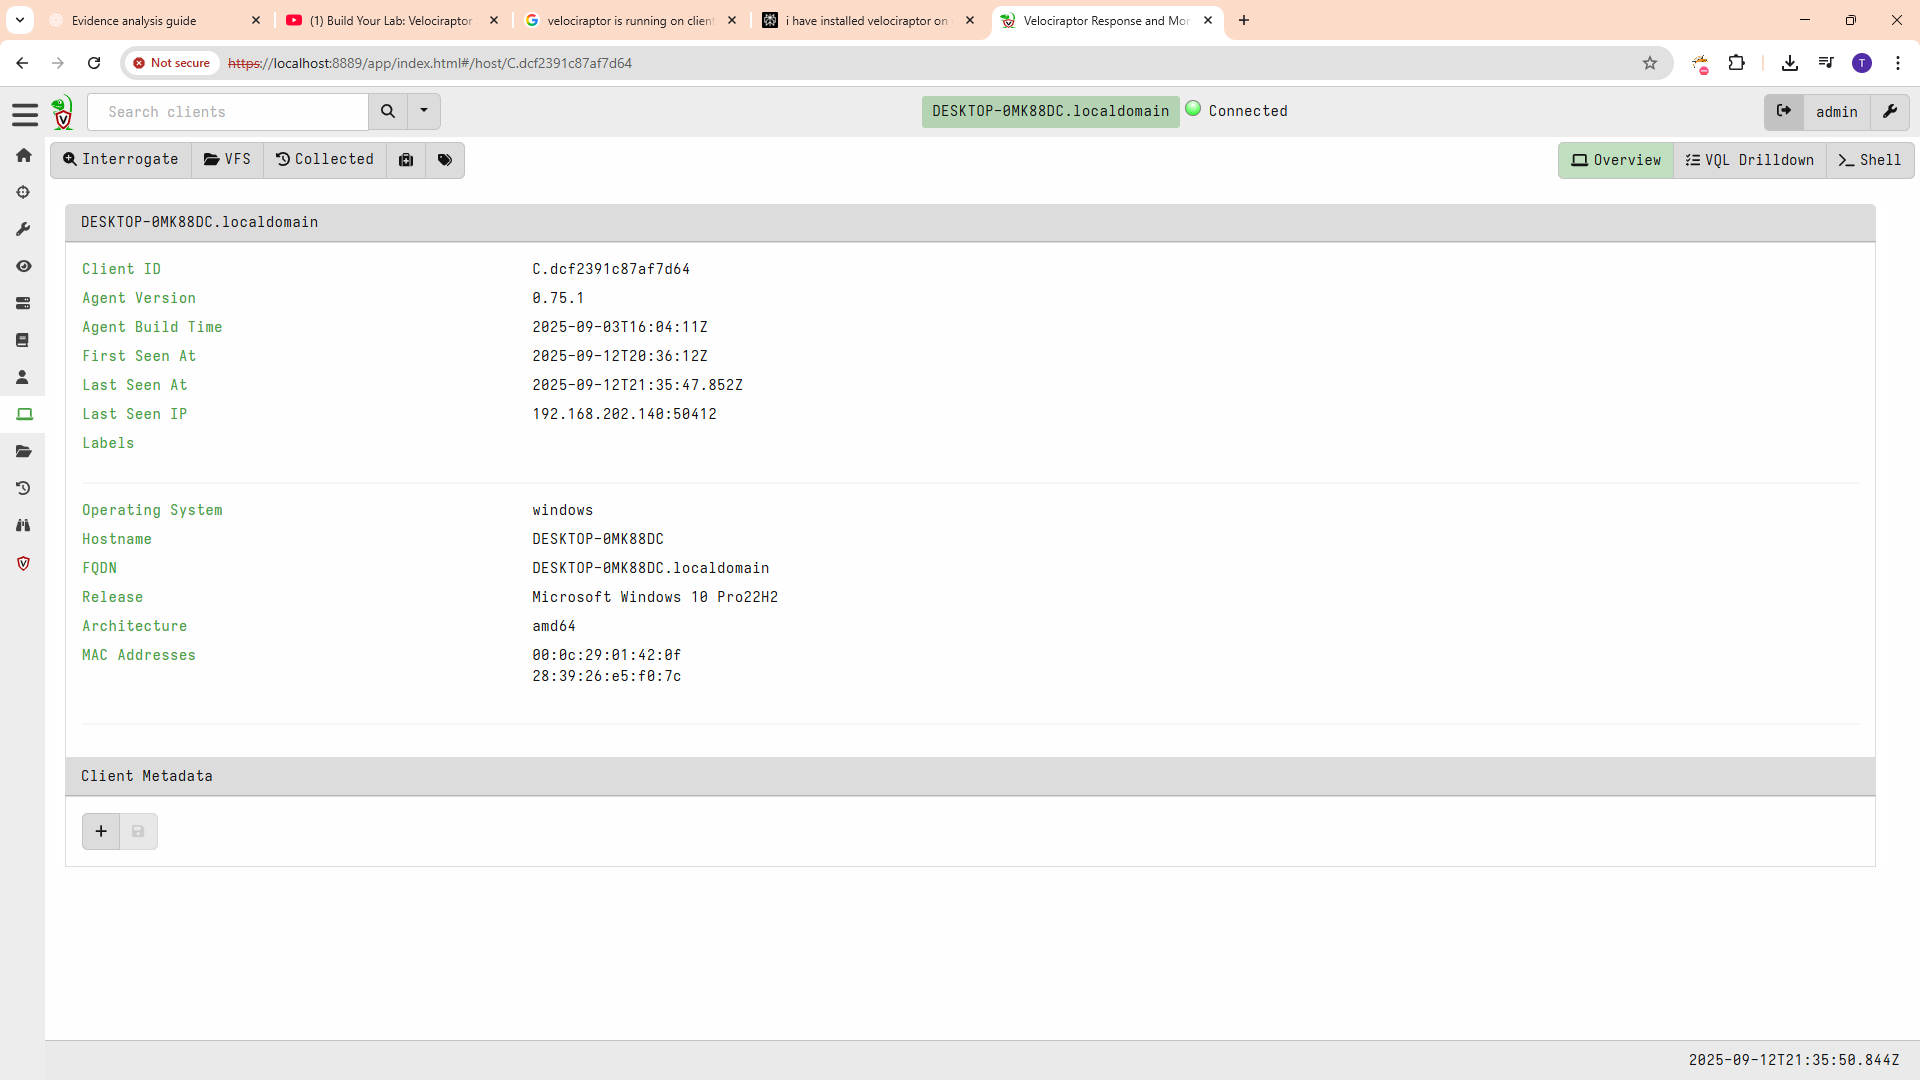 Evidence analysis guide
(1) Build Your Lab: Velociraptor
velociraptor is running on client
i have installed velociraptor on
Velociraptor Response and Mon
Not secure
https://localhost:8889/app/index.html#/host/C.dcf2391c87af7d64
T
Search clients
DESKTOP-0MK88DC.localdomain
Connected
admin
Interrogate
VFS
Collected
Overview
VQL Drilldown
Shell
DESKTOP-0MK88DC.localdomain
Client ID C.dcf2391c87af7d64
Agent Version 0.75.1
Agent Build Time 2025-09-03T16:04:11Z
First Seen At 2025-09-12T20:36:12Z
Last Seen At 2025-09-12T21:35:47.852Z
Last Seen IP 192.168.202.140:50412
Labels
Operating System windows
Hostname DESKTOP-0MK88DC
FQDN DESKTOP-0MK88DC.localdomain
Release Microsoft Windows 10 Pro22H2
Architecture amd64
MAC Addresses 00:0c:29:01:42:0f
28:39:26:e5:f0:7c
Client Metadata
2025-09-12T21:35:50.844Z